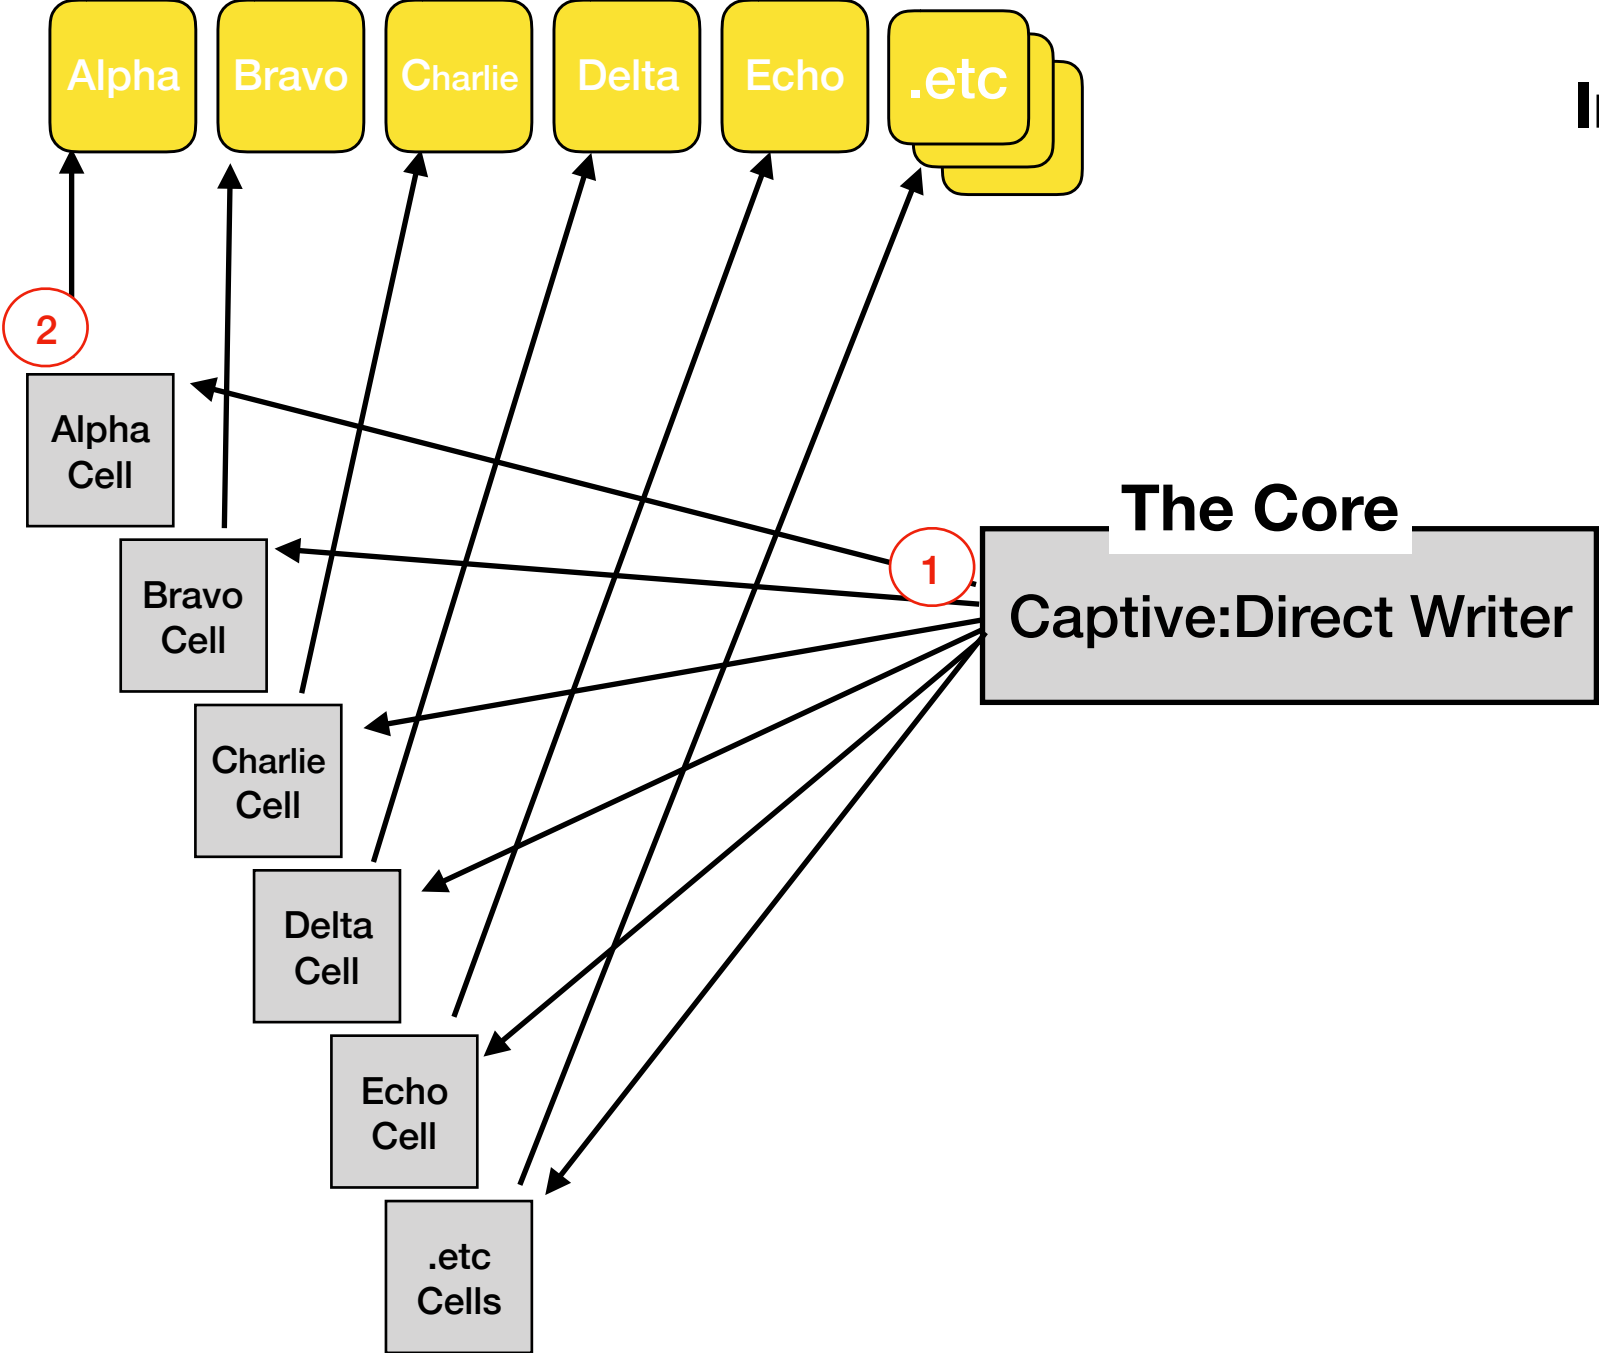 Alpha
Bravo
Charlie
Delta
Echo
.etc
2
Alpha
Cell
Bravo
Cell
Charlie
Cell
Delta
Cell
Echo
Cell
.etc
Cells
1
The Core
Captive:Direct Writer